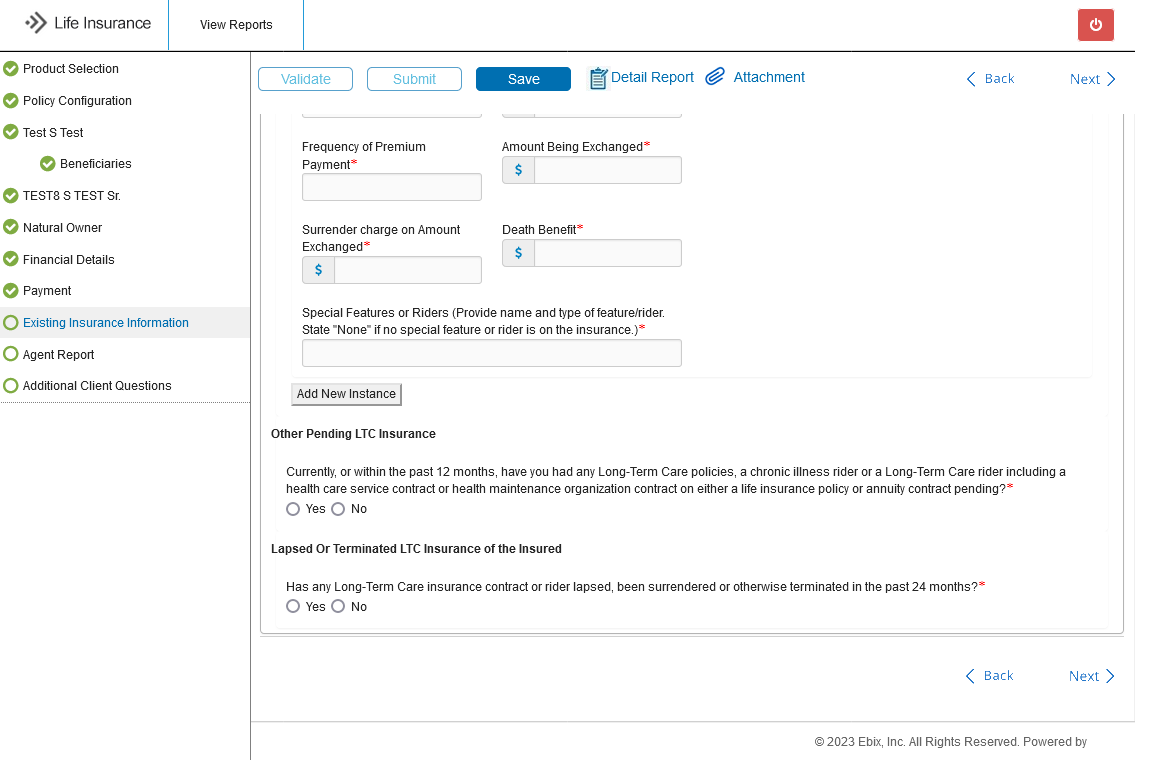 Life Insurance
View Reports
Product Selection
Policy Configuration
Test S Test
Beneficiaries
TEST8 S TEST Sr.
Natural Owner
Financial Details
Payment
Existing Insurance Information
Agent Report
Additional Client Questions
Validate Submit Save Detail Report Attachment Back Next
Frequency of Premium
Payment*
Amount Being Exchanged*
$
Surrender charge on Amount
Exchanged*
$
Death Benefit*
$
Special Features or Riders (Provide name and type of feature/rider.
State "None" if no special feature or rider is on the insurance.)*
Add New Instance
Other Pending LTC Insurance
Currently, or within the past 12 months, have you had any Long-Term Care policies, a chronic illness rider or a Long-Term Care rider including a
health care service contract or health maintenance organization contract on either a life insurance policy or annuity contract pending?*
Yes No
Lapsed Or Terminated LTC Insurance of the Insured
Has any Long-Term Care insurance contract or rider lapsed, been surrendered or otherwise terminated in the past 24 months?*
Yes No
Back Next
© 2023 Ebix, Inc. All Rights Reserved. Powered by